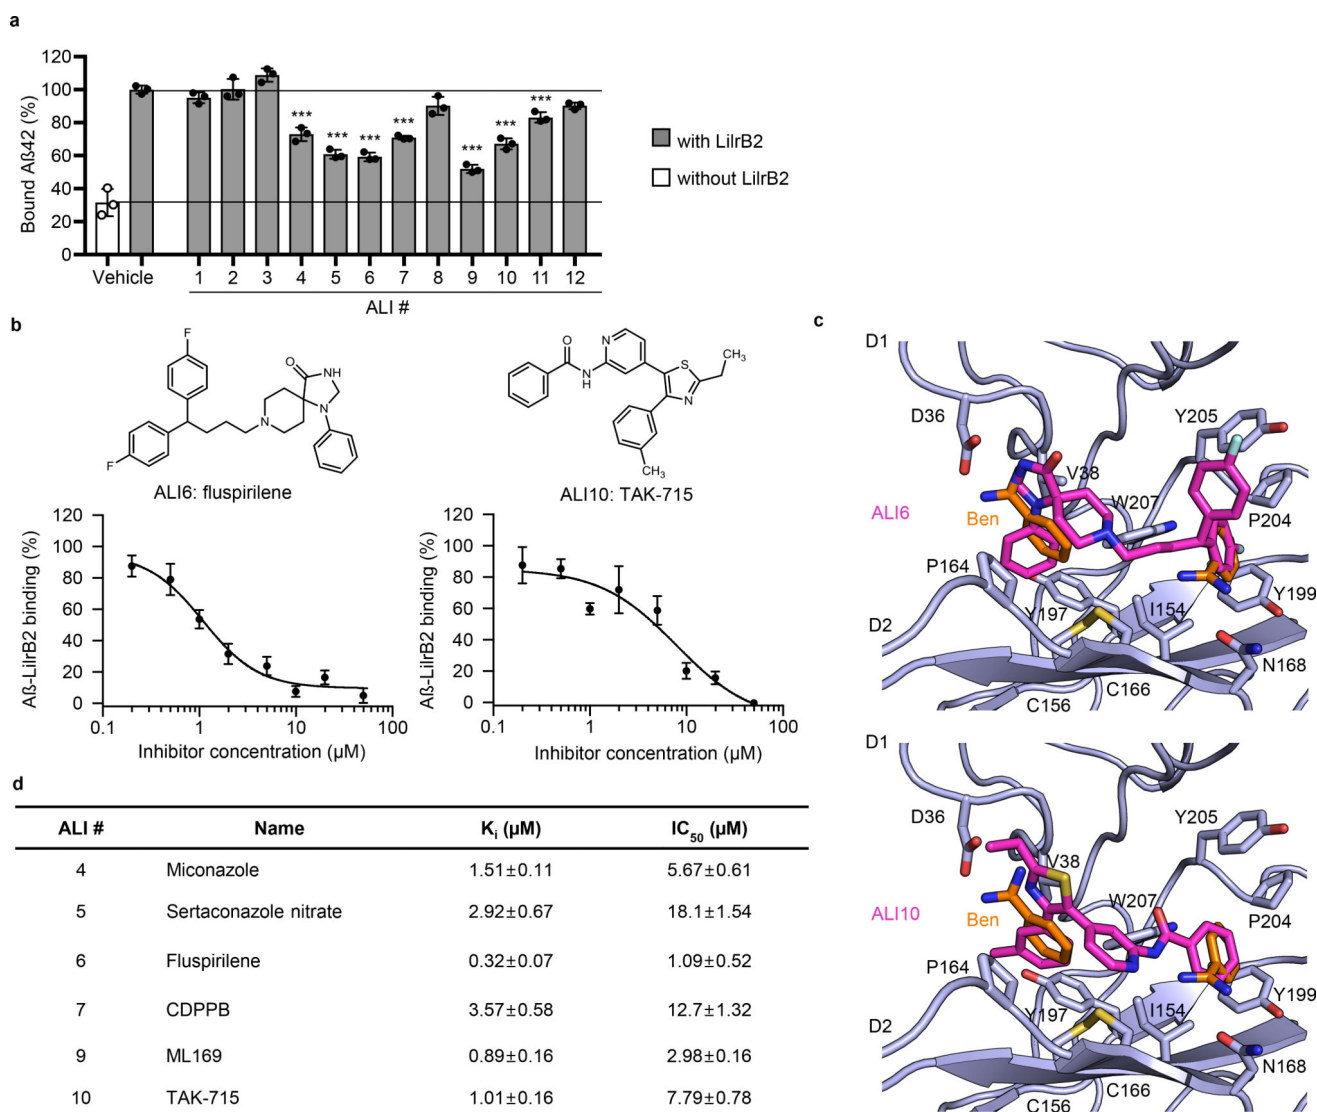 a
120
100
80
60
40
20
0
Bound Aß42 (%)
*** *** *** *** *** *** ***
Vehicle 1 2 3 4 5 6 7 8 9 10 11 12
ALI #
with LilrB2
without LilrB2
b
F
F
O
NH
N
N
ALI6: fluspirilene
O
N
H
N
S
N
CH3
CH3
ALI10: TAK-715
120
100
80
60
40
20
0
Aß-LilrB2 binding (%)
0.1 1 10 100
Inhibitor concentration (µM)
120
100
80
60
40
20
0
Aß-LilrB2 binding (%)
0.1 1 10 100
Inhibitor concentration (µM)
c
D1
D36
Y205
V38
ALI6
Ben
W207
P204
P164
Y197
I154
Y199
D2
N168
C166
C156
D1
D36
Y205
V38
W207
ALI10
Ben
P204
P164
Y197
I154
Y199
D2
N168
C166
C156
d
ALI # Name Ki (µM) IC50 (µM)
4 Miconazole 1.51±0.11 5.67±0.61
5 Sertaconazole nitrate 2.92±0.67 18.1±1.54
6 Fluspirilene 0.32±0.07 1.09±0.52
7 CDPPB 3.57±0.58 12.7±1.32
9 ML169 0.89±0.16 2.98±0.16
10 TAK-715 1.01±0.16 7.79±0.78